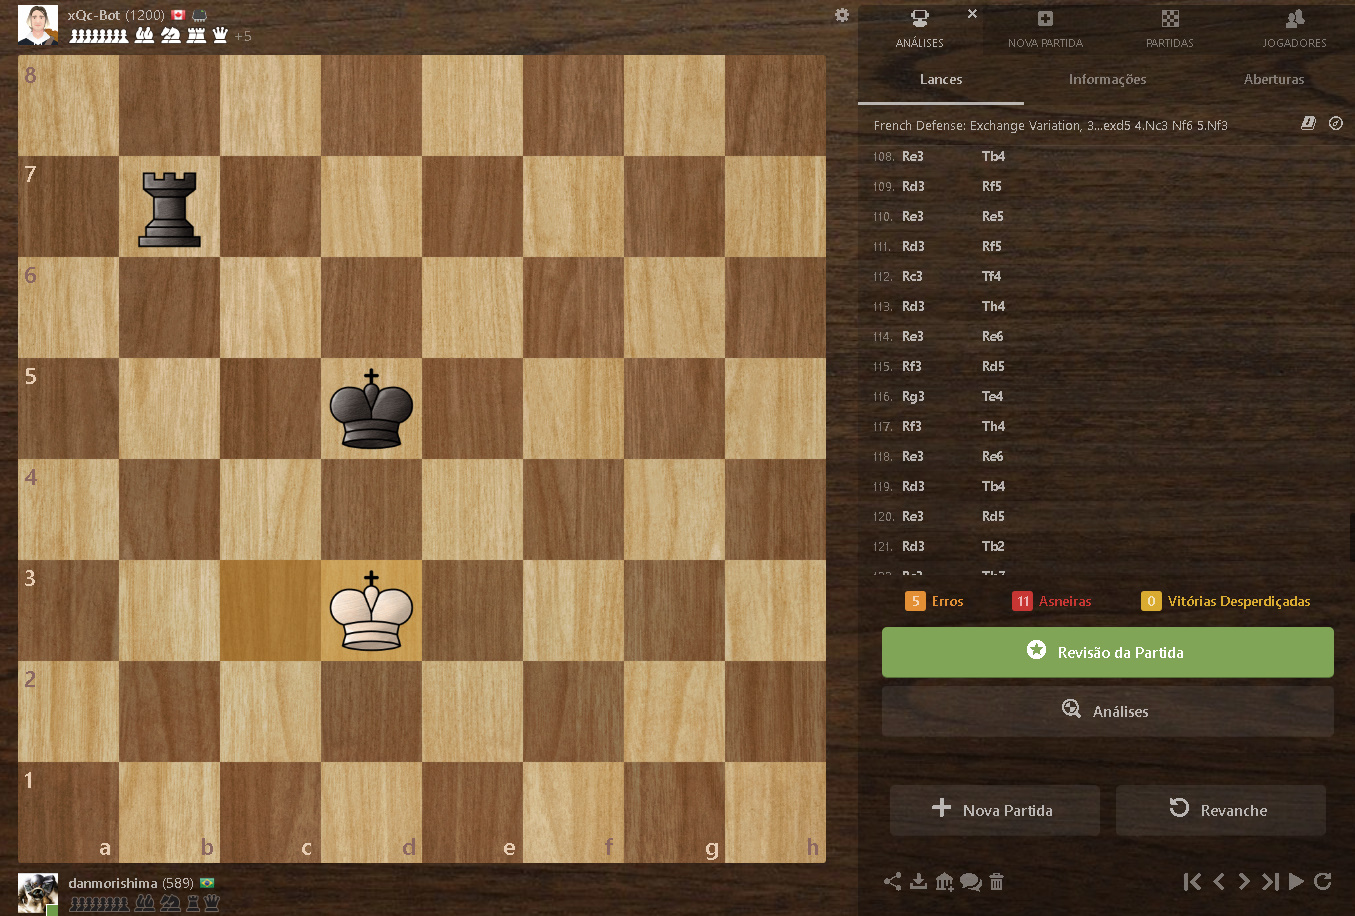 xQc-Bot (1200)
+5
8
7
6
5
4
3
2
1
a b c d e f g h
danmorishima (589)
ANÁLISES
NOVA PARTIDA
PARTIDAS
JOGADORES
Lances
Informações
Aberturas
French Defense: Exchange Variation, 3...exd5 4.Nc3 Nf6 5.Nf3
108. Re3 Tb4
109. Rd3 Rf5
110. Re3 Re5
111. Rd3 Rf5
112. Rc3 Tf4
113. Rd3 Th4
114. Re3 Re6
115. Rf3 Rd5
116. Rg3 Te4
117. Rf3 Th4
118. Re3 Re6
119. Rd3 Tb4
120. Re3 Rd5
121. Rd3 Tb2
5 Erros
11 Asneiras
0 Vitórias Desperdiçadas
Revisão da Partida
Análises
Nova Partida
Revanche